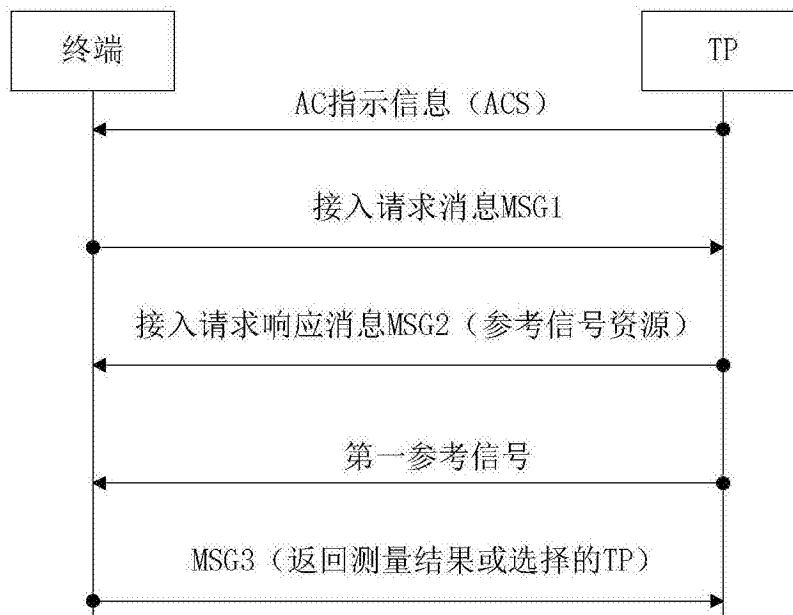 终端
TP
AC指示信息（ACS）
接入请求消息MSG1
接入请求响应消息MSG2（参考信号资源）
第一参考信号
MSG3（返回测量结果或选择的TP）